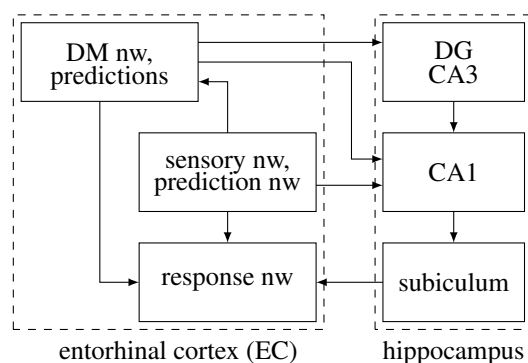 DM nw,
predictions
DG
CA3
sensory nw,
prediction nw
CA1
response nw
subiculum
entorhinal cortex (EC)
hippocampus